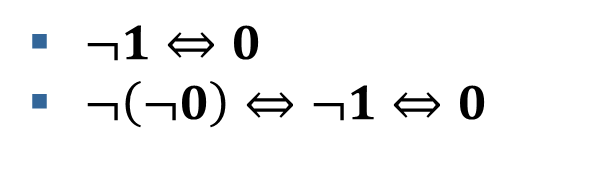 ▪ ¬1 ⇔ 0
▪ ¬(¬0) ⇔ ¬1 ⇔ 0